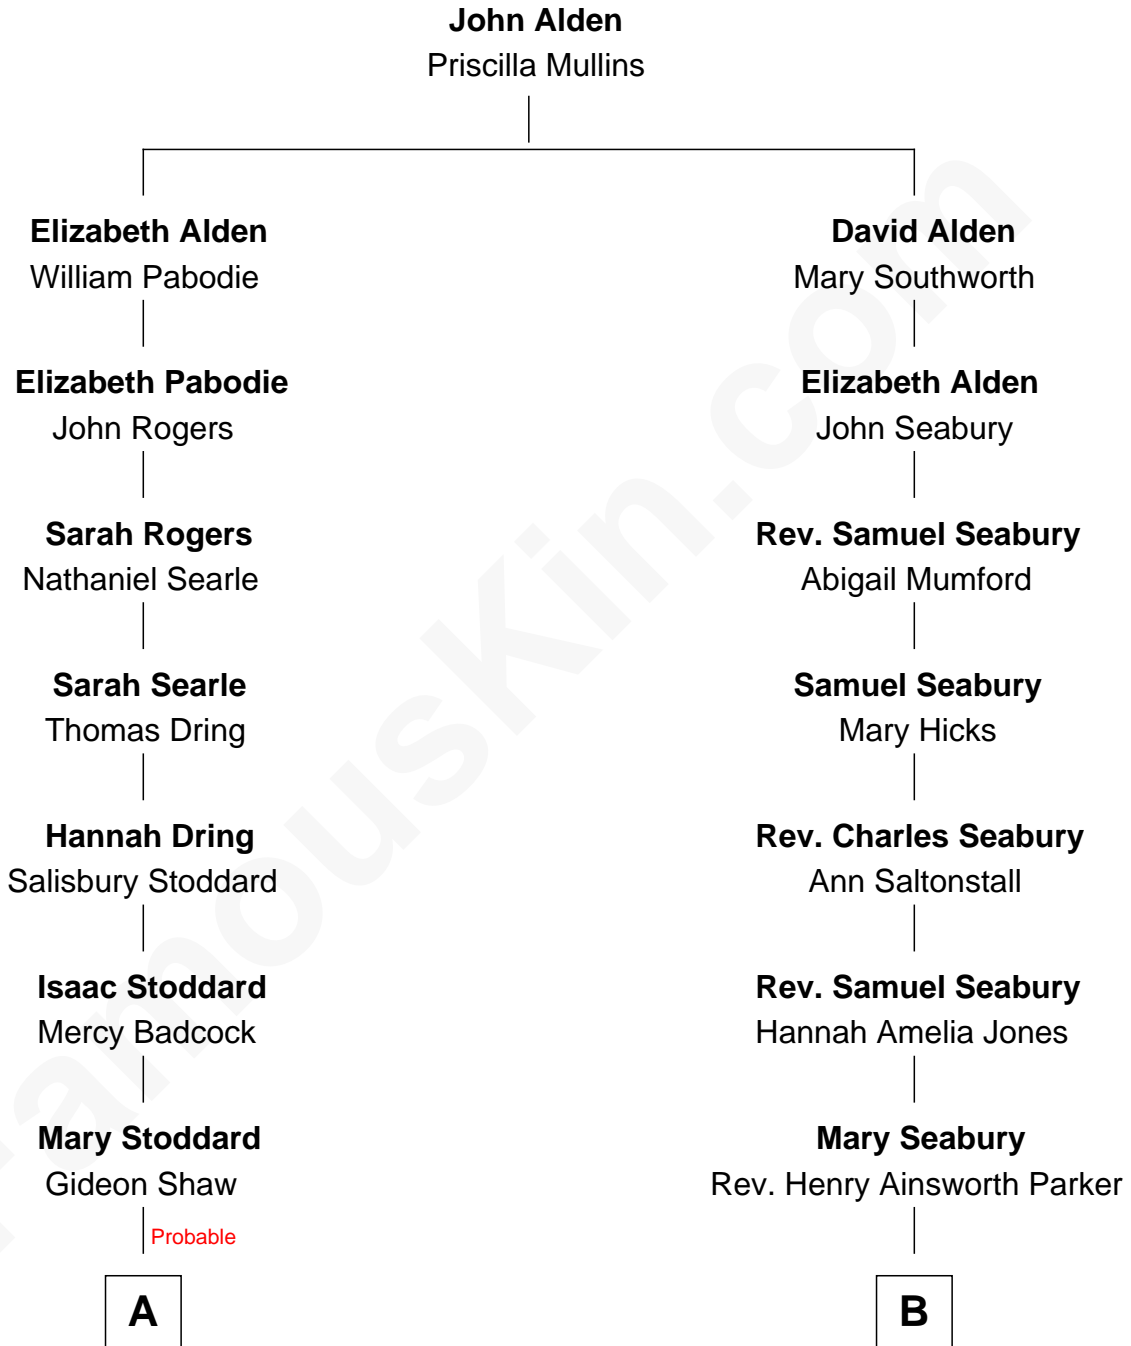 John Alden
Priscilla Mullins
Elizabeth Alden
William Pabodie
David Alden
Mary Southworth
Elizabeth Pabodie
John Rogers
Elizabeth Alden
John Seabury
Sarah Rogers
Nathaniel Searle
Rev. Samuel Seabury
Abigail Mumford
Sarah Searle
Thomas Dring
Samuel Seabury
Mary Hicks
Hannah Dring
Salisbury Stoddard
Rev. Charles Seabury
Ann Saltonstall
Isaac Stoddard
Mercy Badcock
Rev. Samuel Seabury
Hannah Amelia Jones
Mary Stoddard
Gideon Shaw
Mary Seabury
Rev. Henry Ainsworth Parker
Probable
A
B
FamousKin.com